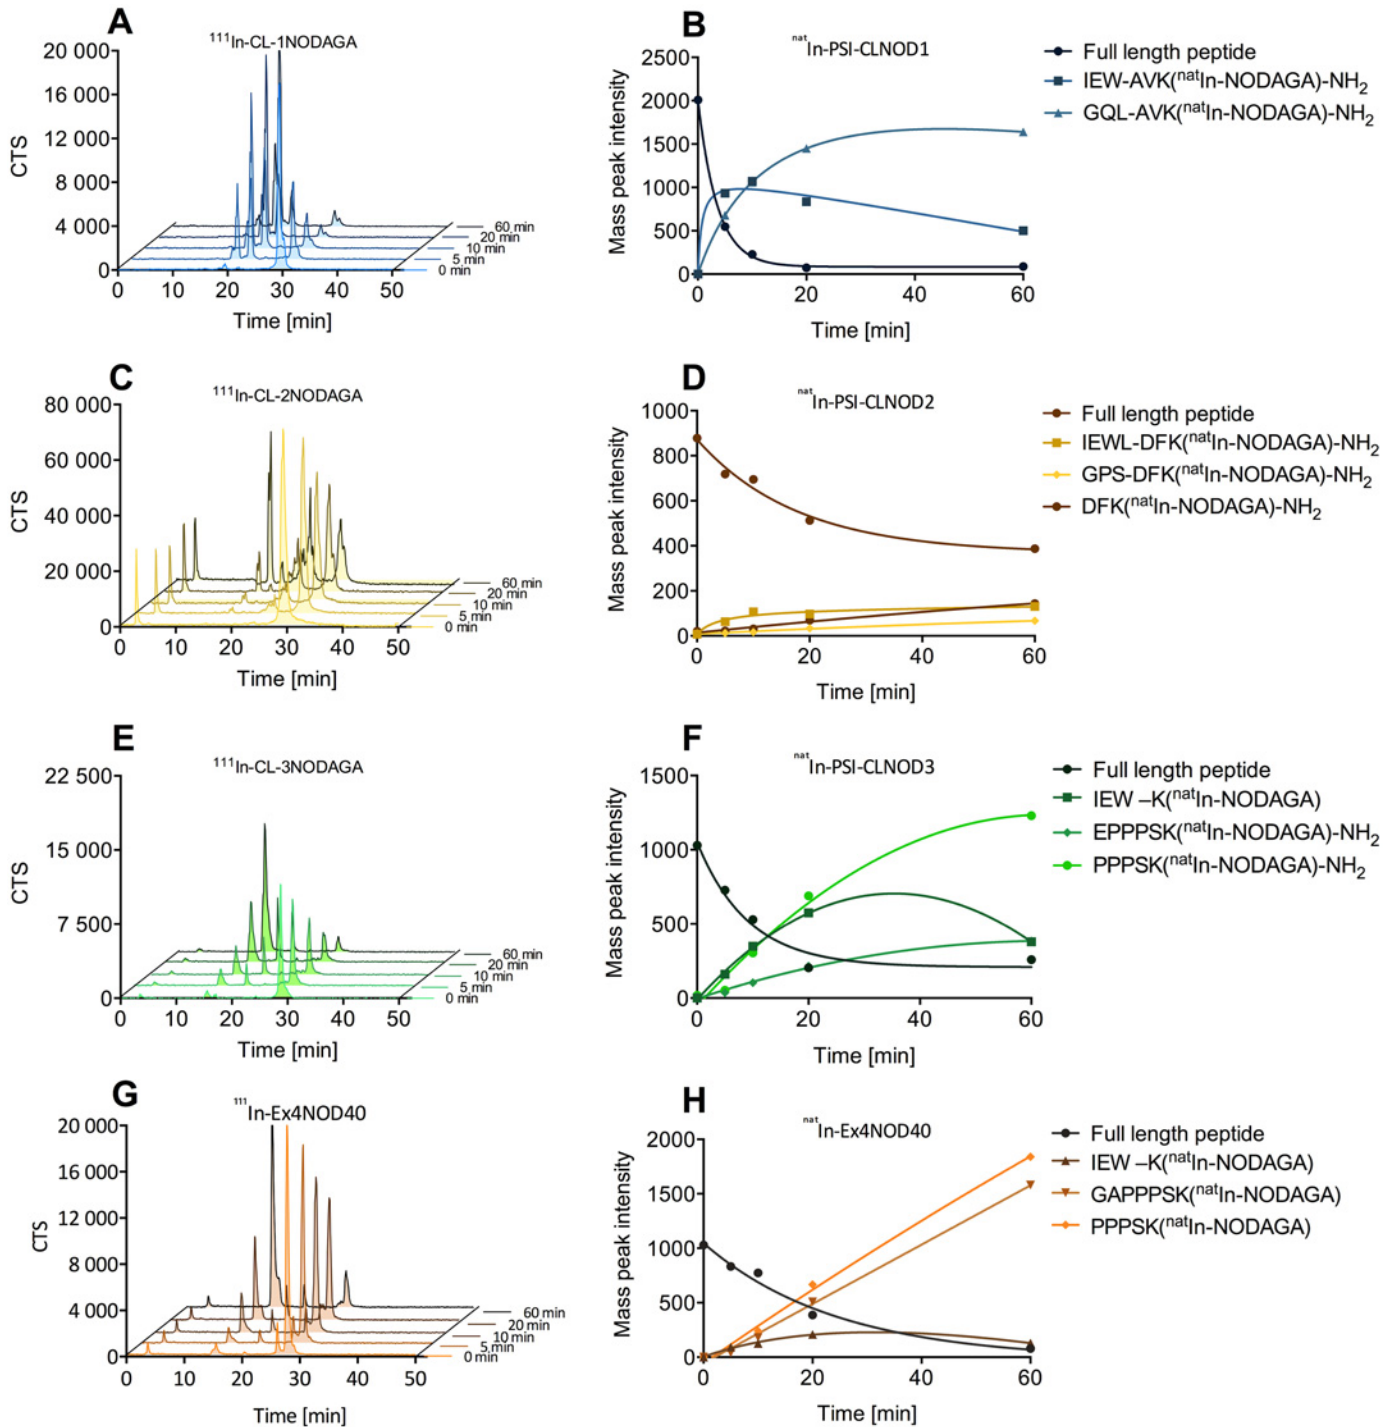 A
¹¹¹In-CL-1NODAGA
20 000
16 000
12 000
8 000
4 000
0
CTS
0 10 20 30 40 50
Time [min]
60 min
20 min
10 min
5 min
0 min
B
ⁿᵃᵗIn-PSI-CLNOD1
2500
2000
1500
1000
500
0
Mass peak intensity
0 20 40 60
Time [min]
Full length peptide
IEW-AVK(ⁿᵃᵗIn-NODAGA)-NH₂
GQL-AVK(ⁿᵃᵗIn-NODAGA)-NH₂
C
¹¹¹In-CL-2NODAGA
80 000
60 000
40 000
20 000
0
CTS
0 10 20 30 40 50
Time [min]
60 min
20 min
10 min
5 min
0 min
D
ⁿᵃᵗIn-PSI-CLNOD2
1000
800
600
400
200
0
Mass peak intensity
0 20 40 60
Time [min]
Full length peptide
IEWL-DFK(ⁿᵃᵗIn-NODAGA)-NH₂
GPS-DFK(ⁿᵃᵗIn-NODAGA)-NH₂
DFK(ⁿᵃᵗIn-NODAGA)-NH₂
E
¹¹¹In-CL-3NODAGA
22 500
15 000
7 500
0
CTS
0 10 20 30 40 50
Time [min]
60 min
20 min
10 min
5 min
0 min
F
ⁿᵃᵗIn-PSI-CLNOD3
1500
1000
500
0
Mass peak intensity
0 20 40 60
Time [min]
Full length peptide
IEW –K(ⁿᵃᵗIn-NODAGA)
EPPPSK(ⁿᵃᵗIn-NODAGA)-NH₂
PPPSK(ⁿᵃᵗIn-NODAGA)-NH₂
G
¹¹¹In-Ex4NOD40
20 000
16 000
12 000
8 000
4 000
0
CTS
0 10 20 30 40 50
Time [min]
60 min
20 min
10 min
5 min
0 min
H
ⁿᵃᵗIn-Ex4NOD40
2000
1500
1000
500
0
Mass peak intensity
0 20 40 60
Time [min]
Full length peptide
IEW –K(ⁿᵃᵗIn-NODAGA)
GAPPPSK(ⁿᵃᵗIn-NODAGA)
PPPSK(ⁿᵃᵗIn-NODAGA)